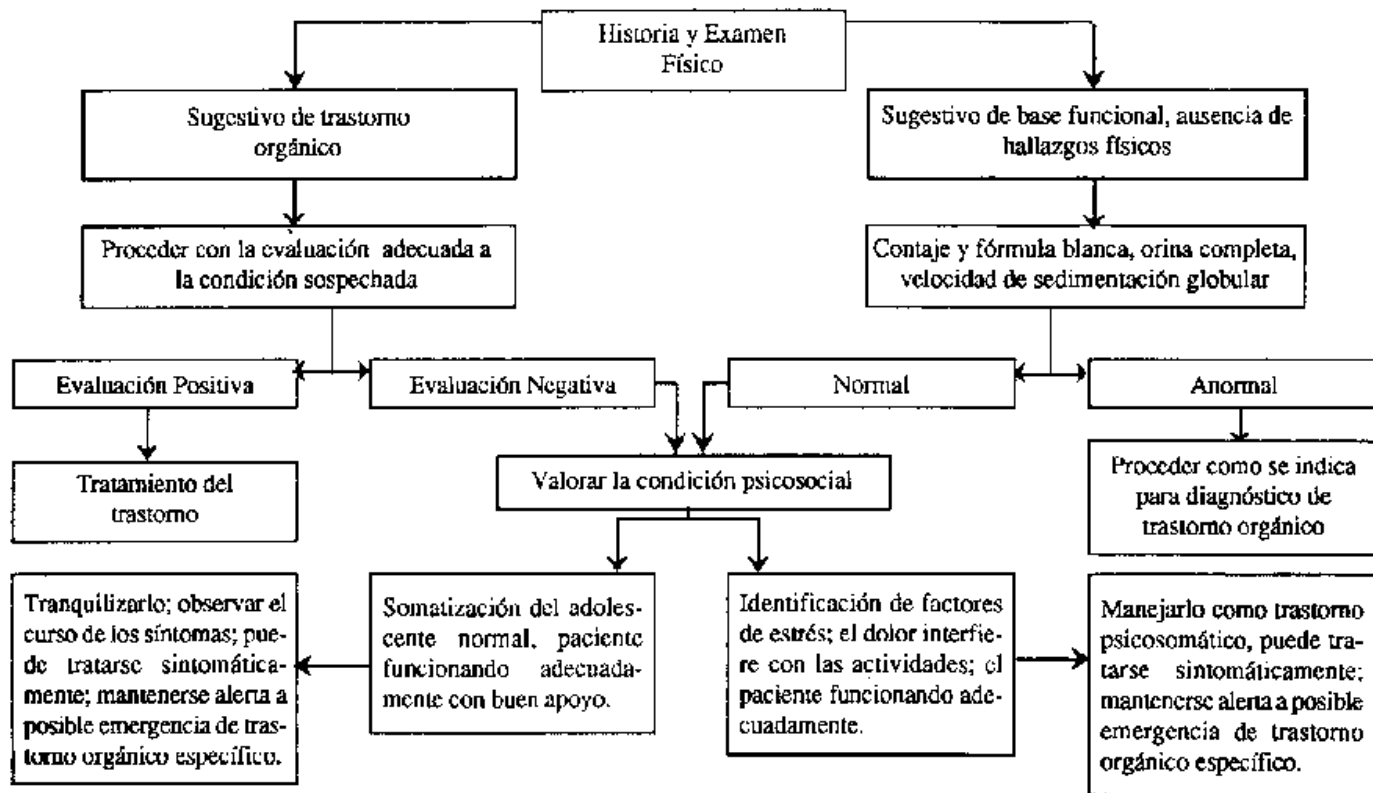 Historia y Examen
Físico
Sugestivo de trastorno
orgánico
Sugestivo de base funcional, ausencia de
hallazgos físicos
Proceder con la evaluación adecuada a
la condición sospechada
Contaje y fórmula blanca, orina completa,
velocidad de sedimentación globular
Evaluación Positiva
Evaluación Negativa
Normal
Anormal
Tratamiento del
trastorno
Valorar la condición psicosocial
Proceder como se indica
para diagnóstico de
trastorno orgánico
Tranquilizarlo; observar el
curso de los síntomas; pue-
de tratarse sintomática-
mente; mantenerse alerta a
posible emergencia de tras-
torno orgánico específico.
Somatización del adoles-
cente normal, paciente
funcionando adecuada-
mente con buen apoyo.
Identificación de factores
de estrés; el dolor interfie-
re con las actividades; el
paciente funcionando ade-
cuadamente.
Manejarlo como trastorno
psicosomático, puede tra-
tarse sintomáticamente;
mantenerse alerta a posible
emergencia de trastorno
orgánico específico.